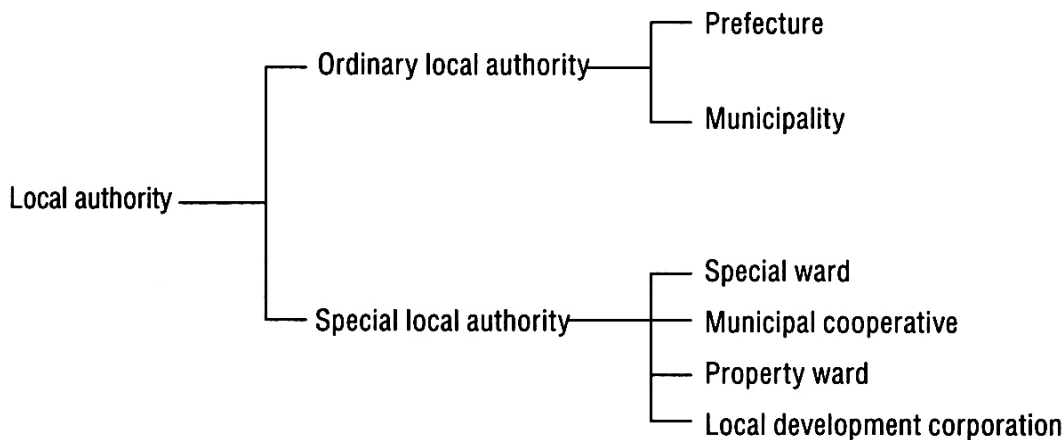 Prefecture
Ordinary local authority
Municipality
Local authority
Special ward
Special local authority
Municipal cooperative
Property ward
Local development corporation